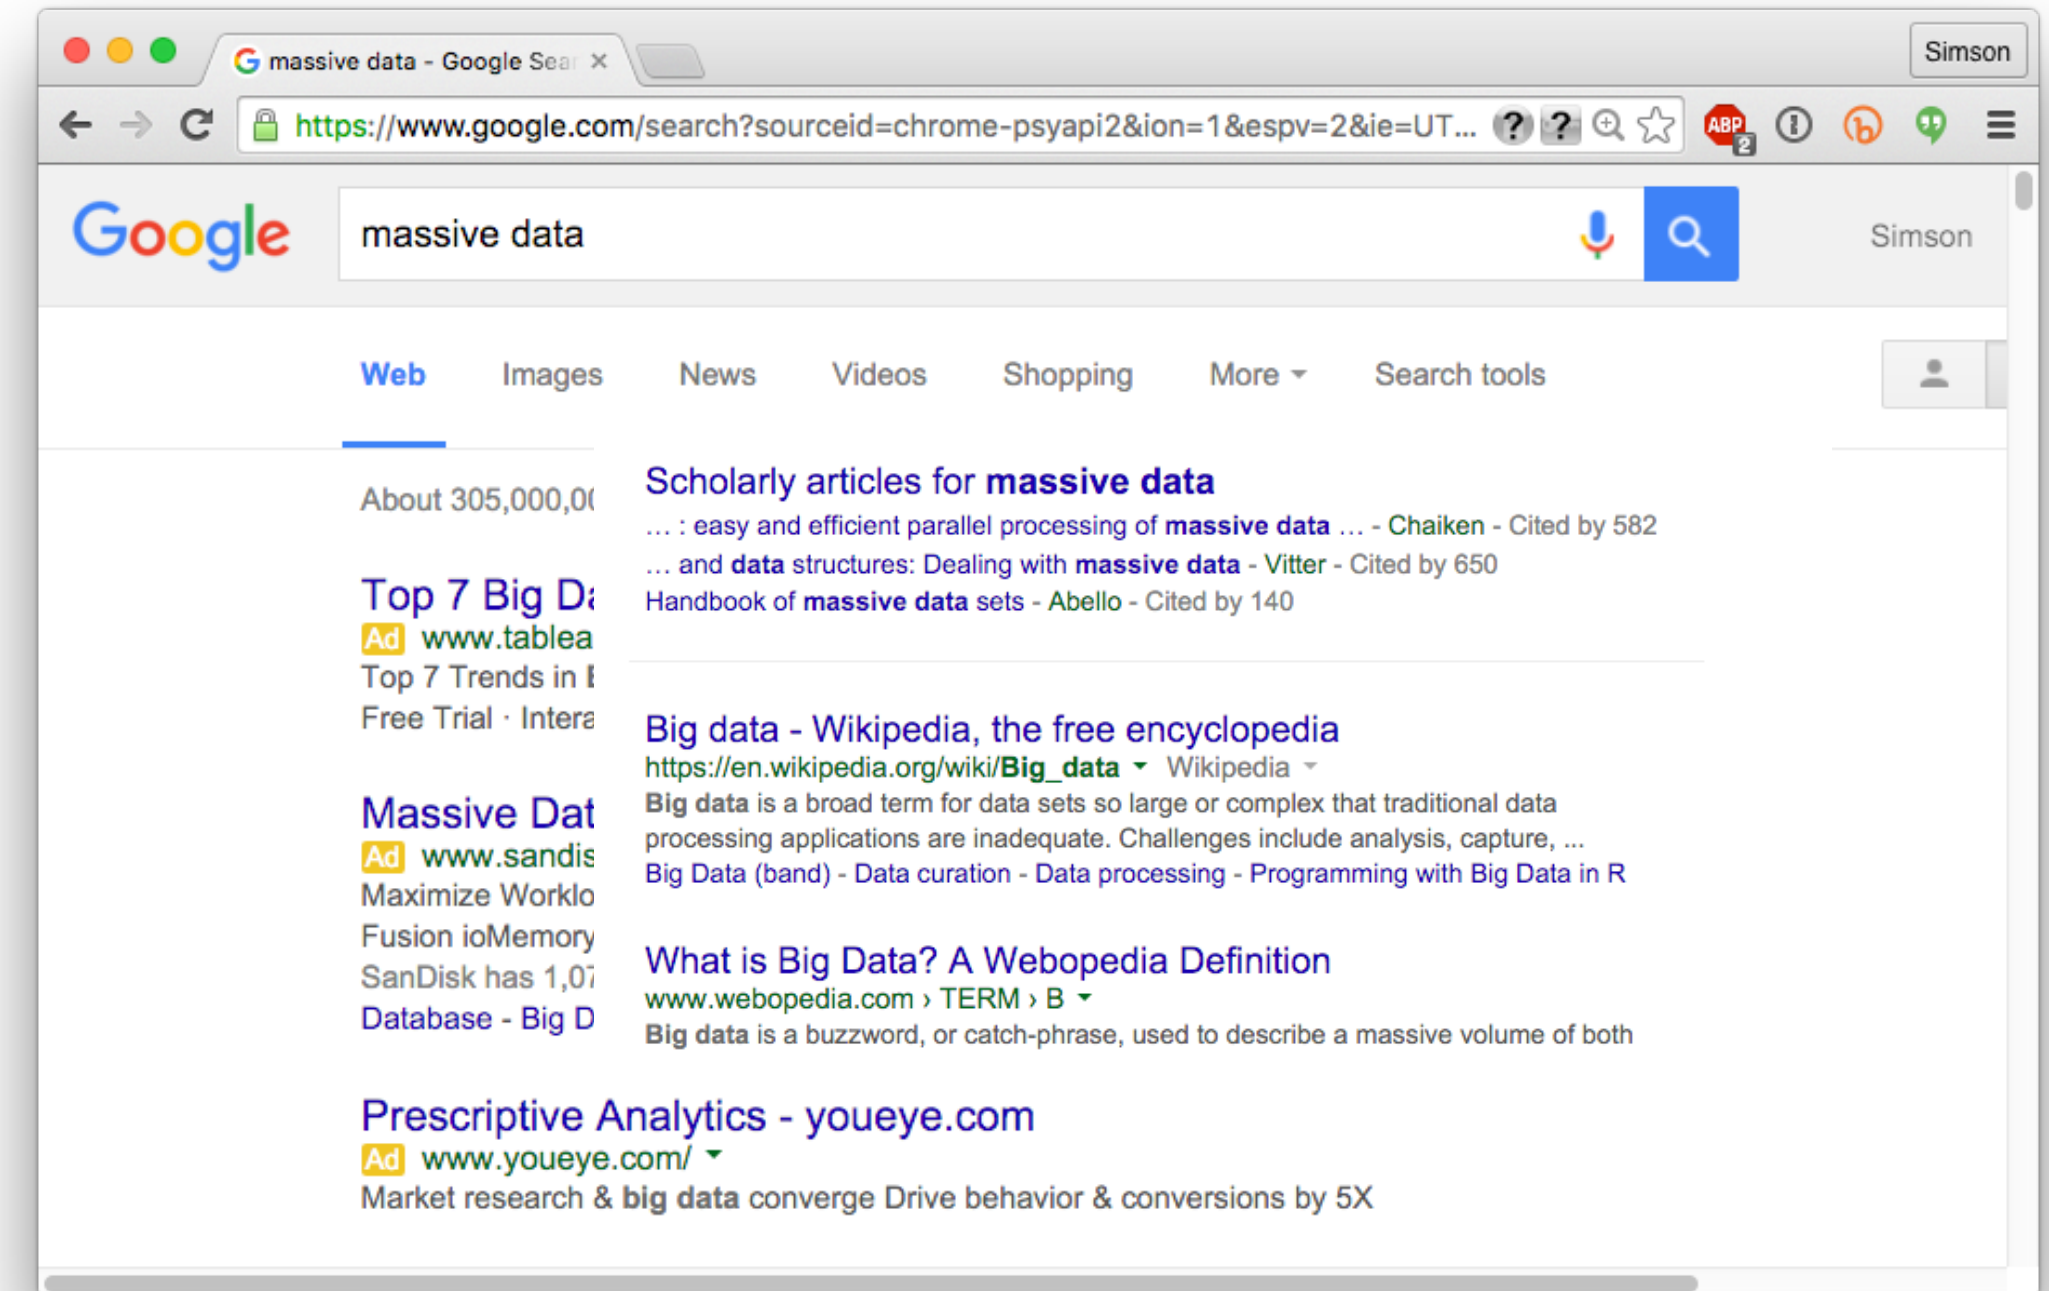 massive data - Google Sear
Simson
https://www.google.com/search?sourceid=chrome-psyapi2&ion=1&espv=2&ie=UT...
ABP
2
Google
massive data
Simson
Web Images News Videos Shopping More Search tools
About 305,000,00
Top 7 Big Da
Ad www.tablea
Top 7 Trends in
Free Trial · Intera
Massive Dat
Ad www.sandis
Maximize Worklo
Fusion ioMemory
SanDisk has 1,07
Database - Big D
Scholarly articles for massive data
... : easy and efficient parallel processing of massive data ... - Chaiken - Cited by 582
... and data structures: Dealing with massive data - Vitter - Cited by 650
Handbook of massive data sets - Abello - Cited by 140
Big data - Wikipedia, the free encyclopedia
https://en.wikipedia.org/wiki/Big_data Wikipedia
Big data is a broad term for data sets so large or complex that traditional data
processing applications are inadequate. Challenges include analysis, capture, ...
Big Data (band) - Data curation - Data processing - Programming with Big Data in R
What is Big Data? A Webopedia Definition
www.webopedia.com › TERM › B
Big data is a buzzword, or catch-phrase, used to describe a massive volume of both
Prescriptive Analytics - youeye.com
Ad www.youeye.com/
Market research & big data converge Drive behavior & conversions by 5X